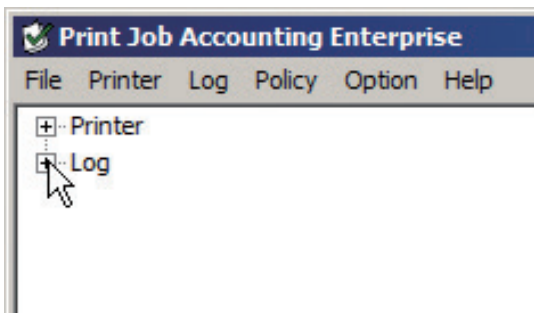 Print Job Accounting Enterprise
File Printer Log Policy Option Help
Printer
Log